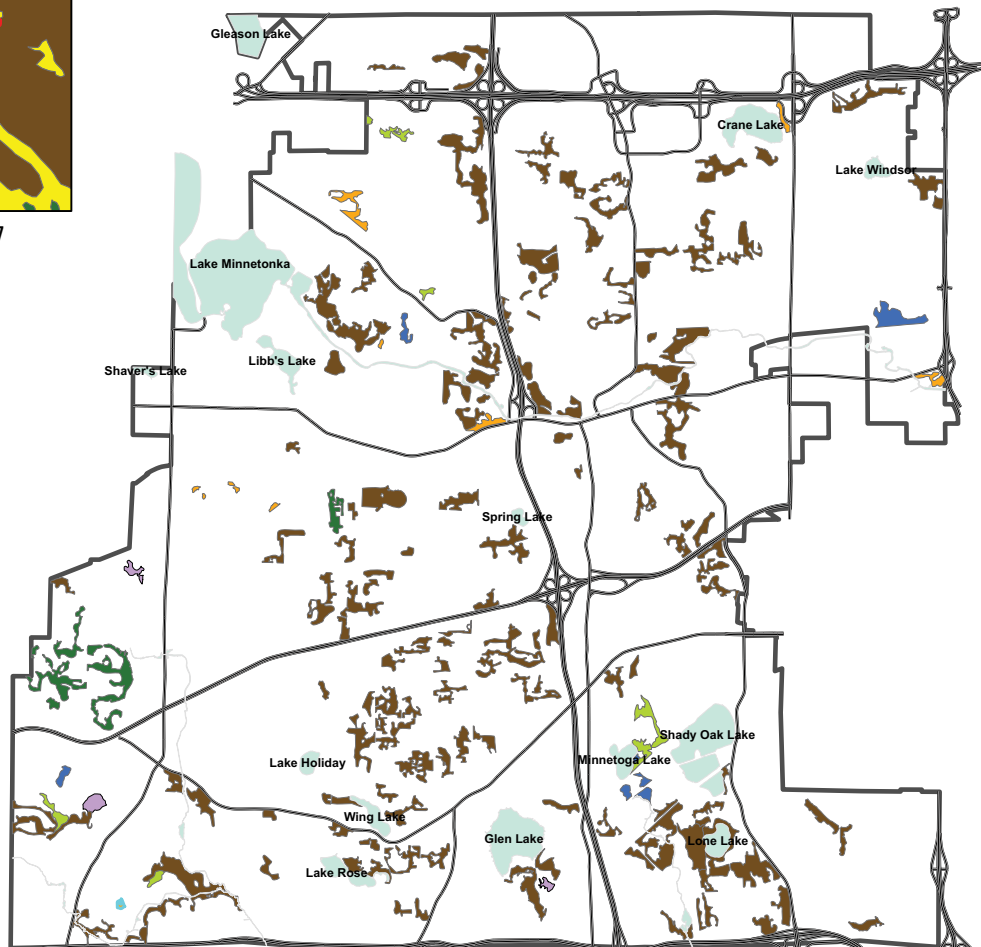 Gleason Lake
Crane Lake
Lake Windsor
Lake Minnetonka
Libb's Lake
Shaver's Lake
Spring Lake
Shady Oak Lake
Minnetoga Lake
Lake Holiday
Wing Lake
Glen Lake
Lone Lake
Lake Rose